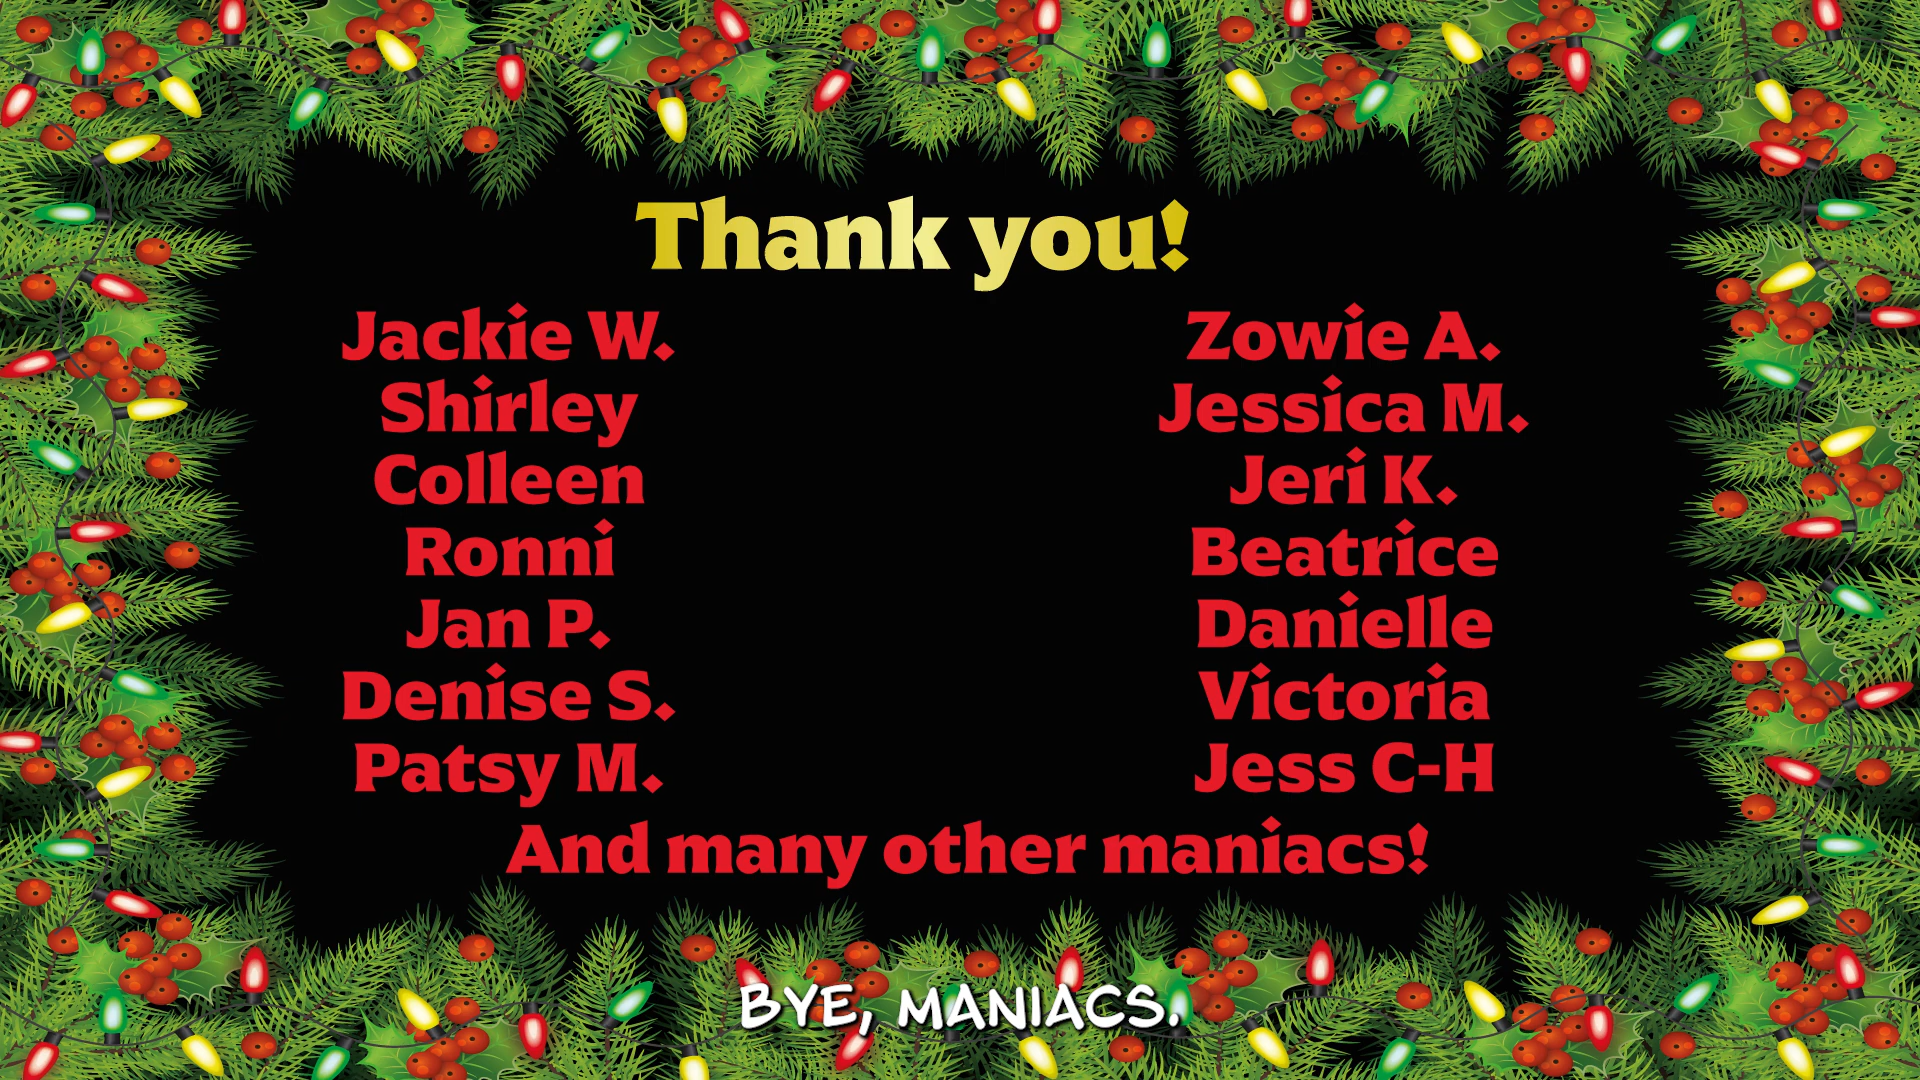 Thank you!
Jackie W.
Shirley
Colleen
Ronni
Jan P.
Denise S.
Patsy M.
Zowie A.
Jessica M.
Jeri K.
Beatrice
Danielle
Victoria
Jess C-H
And many other maniacs!
BYE, MANIACS.